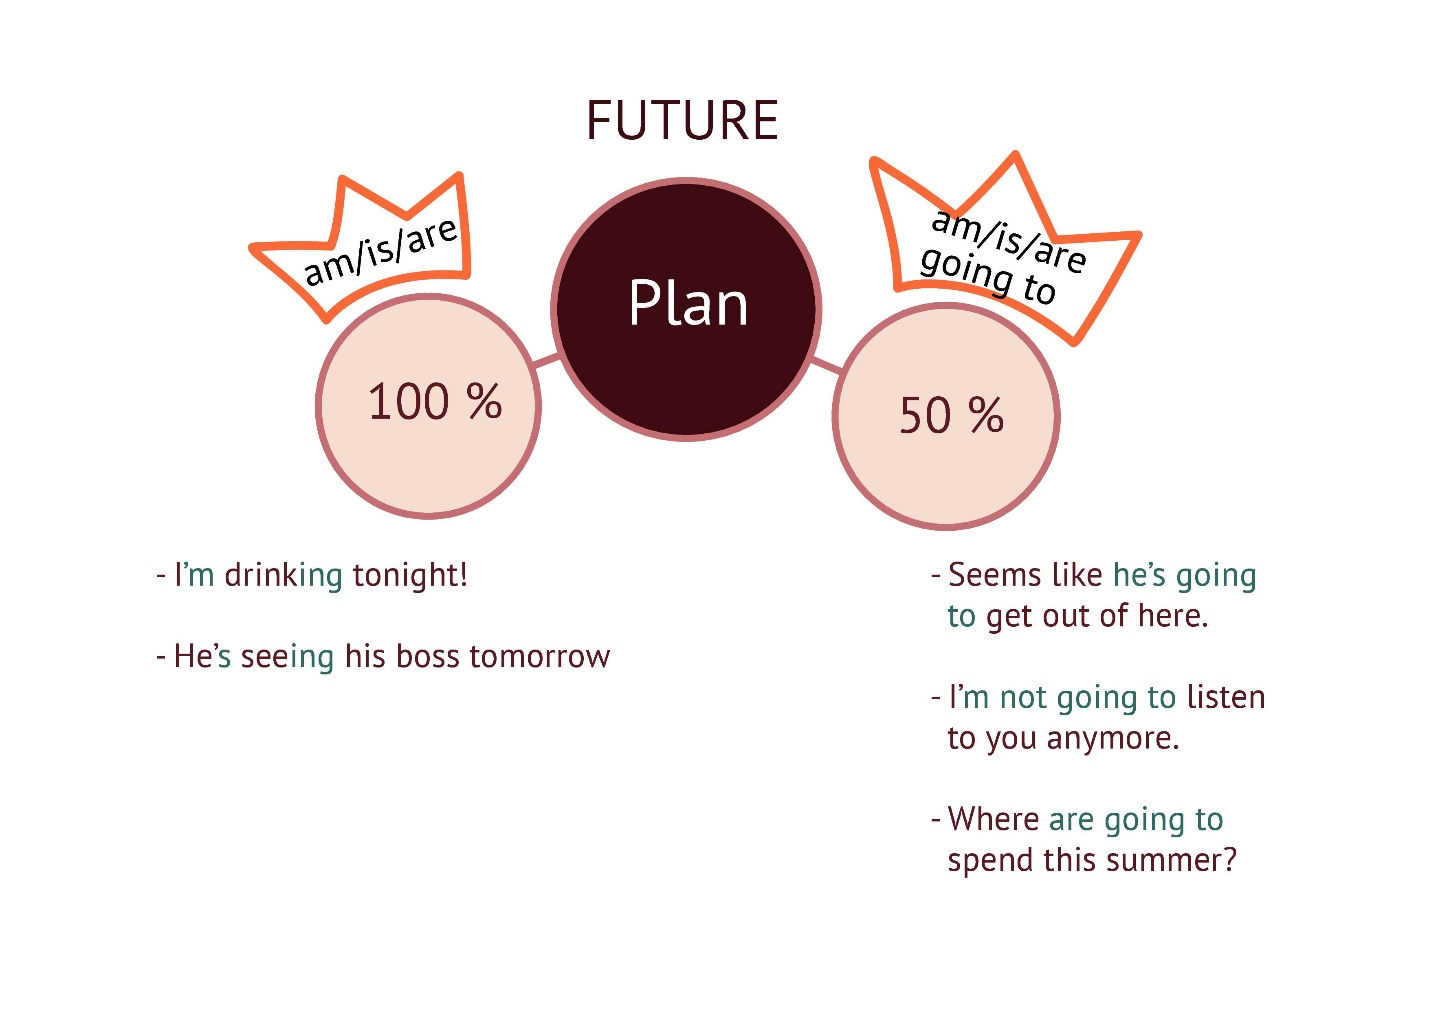 FUTURE
am/is/are
Plan
am/is/are
going to
100 %
50 %
- I'm drinking tonight!
- He's seeing his boss tomorrow
- Seems like he's going
to get out of here.
- I'm not going to listen
to you anymore.
- Where are going to
spend this summer?